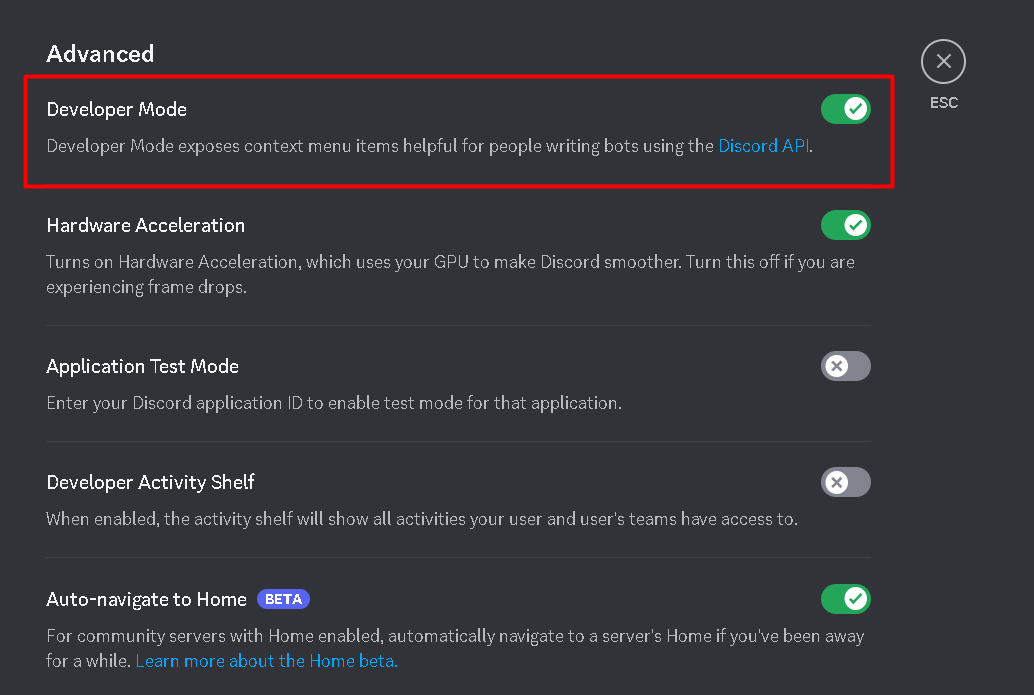 Advanced
Developer Mode
Developer Mode exposes context menu items helpful for people writing bots using the Discord API.
ESC
Hardware Acceleration
Turns on Hardware Acceleration, which uses your GPU to make Discord smoother. Turn this off if you are
experiencing frame drops.
Application Test Mode
Enter your Discord application ID to enable test mode for that application.
Developer Activity Shelf
When enabled, the activity shelf will show all activities your user and user's teams have access to.
Auto-navigate to Home BETA
For community servers with Home enabled, automatically navigate to a server's Home if you've been away
for a while. Learn more about the Home beta.